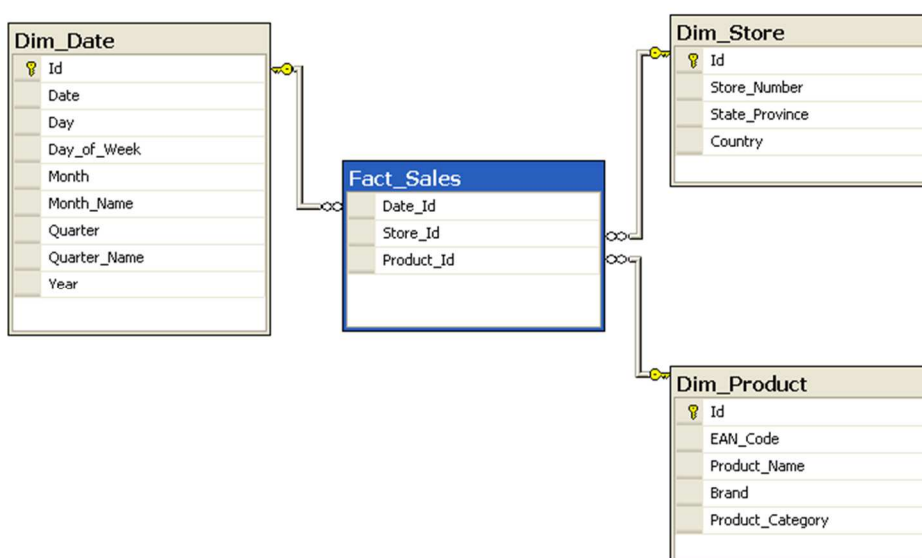 Dim_Date
Id
Date
Day
Day_of_Week
Month
Month_Name
Quarter
Quarter_Name
Year
Fact_Sales
Date_Id
Store_Id
Product_Id
Dim_Store
Id
Store_Number
State_Province
Country
Dim_Product
Id
EAN_Code
Product_Name
Brand
Product_Category